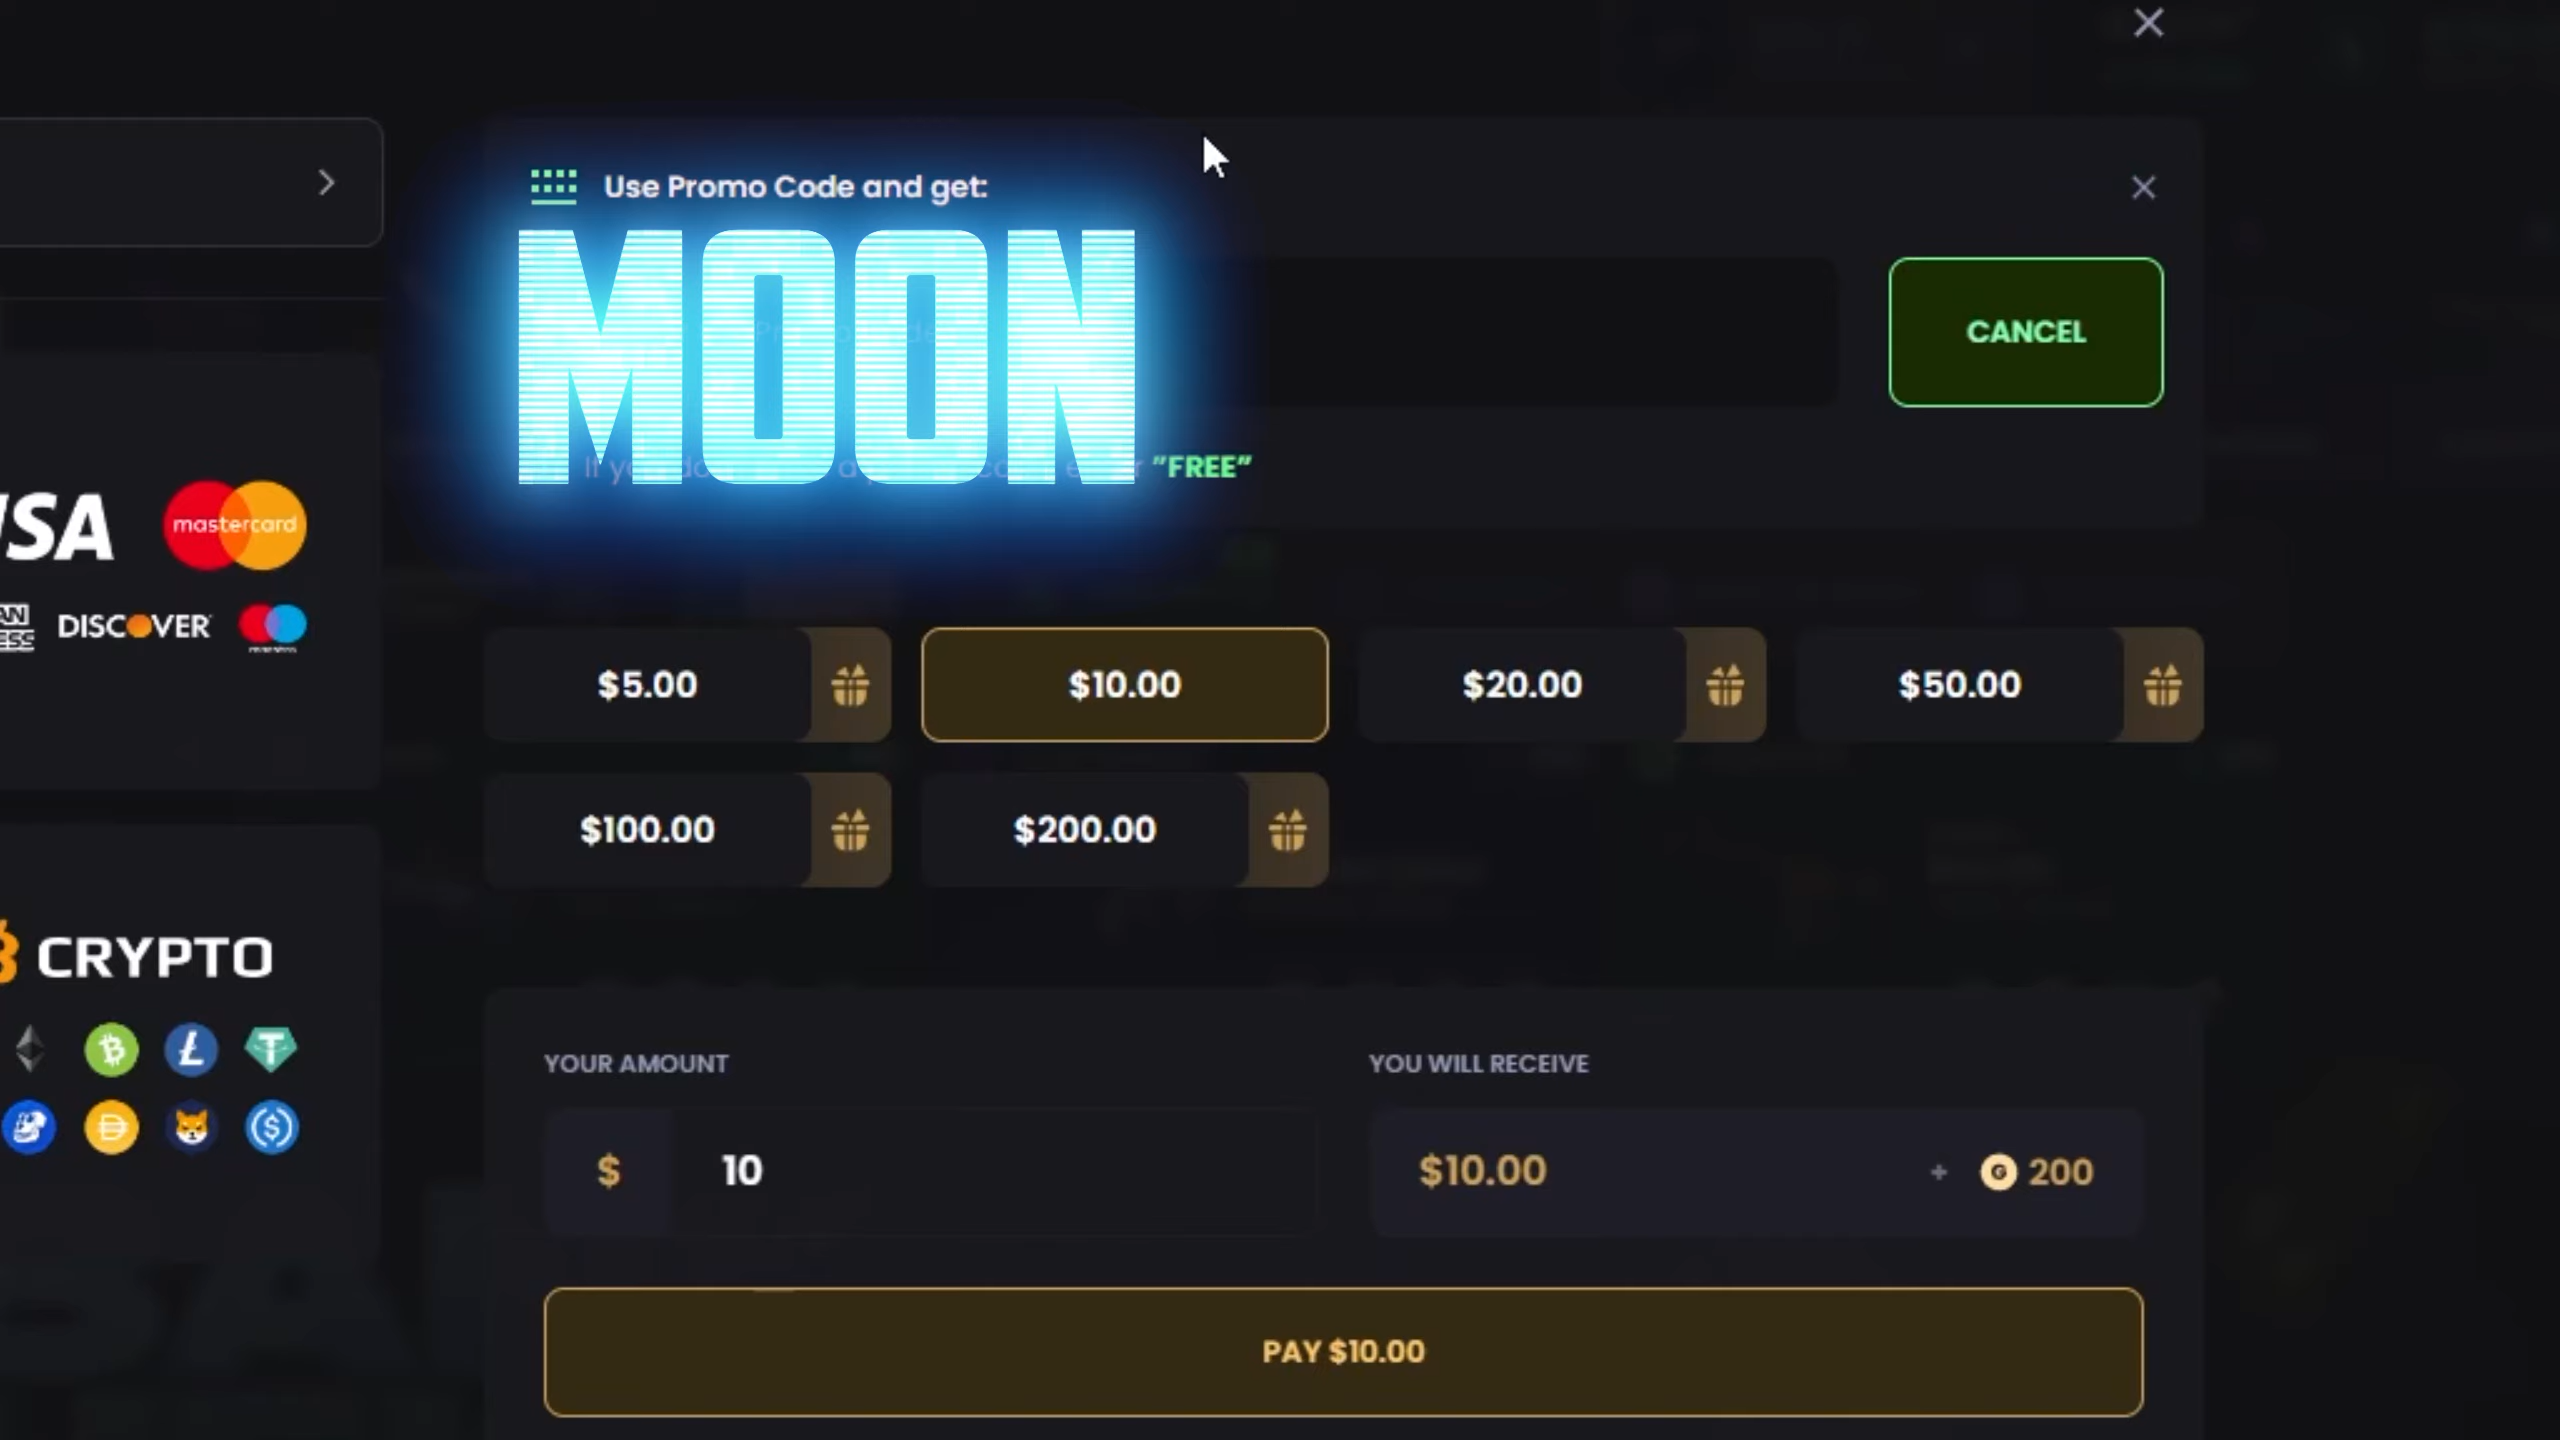 Use Promo Code and get:
MOON
CANCEL
"FREE"
VISA
mastercard
DISCOVER
$5.00
$10.00
$20.00
$50.00
$100.00
$200.00
CRYPTO
YOUR AMOUNT
YOU WILL RECEIVE
$ 10
$10.00 + 200
PAY $10.00